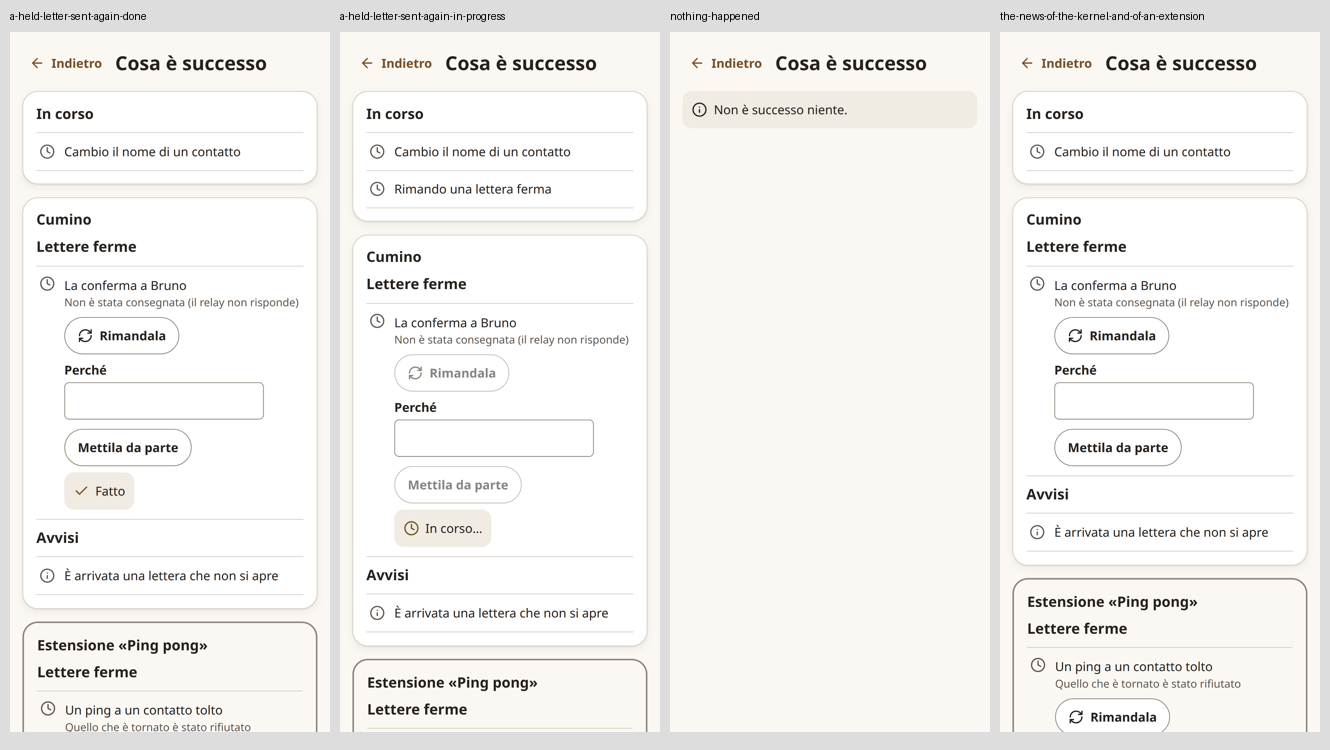 a-held-letter-sent-again-done
Indietro
Cosa è successo
In corso
Cambio il nome di un contatto
Cumino
Lettere ferme
La conferma a Bruno
Non è stata consegnata (il relay non risponde)
Rimandala
Perché
Mettila da parte
Fatto
Avvisi
È arrivata una lettera che non si apre
Estensione «Ping pong»
Lettere ferme
Un ping a un contatto tolto
Quello che è tornato è stato rifiutato
a-held-letter-sent-again-in-progress
Indietro
Cosa è successo
In corso
Cambio il nome di un contatto
Rimando una lettera ferma
Cumino
Lettere ferme
La conferma a Bruno
Non è stata consegnata (il relay non risponde)
Rimandala
Perché
Mettila da parte
In corso...
Avvisi
È arrivata una lettera che non si apre
Estensione «Ping pong»
Lettere ferme
nothing-happened
Indietro
Cosa è successo
Non è successo niente.
the-news-of-the-kernel-and-of-an-extension
Indietro
Cosa è successo
In corso
Cambio il nome di un contatto
Cumino
Lettere ferme
La conferma a Bruno
Non è stata consegnata (il relay non risponde)
Rimandala
Perché
Mettila da parte
Avvisi
È arrivata una lettera che non si apre
Estensione «Ping pong»
Lettere ferme
Un ping a un contatto tolto
Quello che è tornato è stato rifiutato
Rimandala